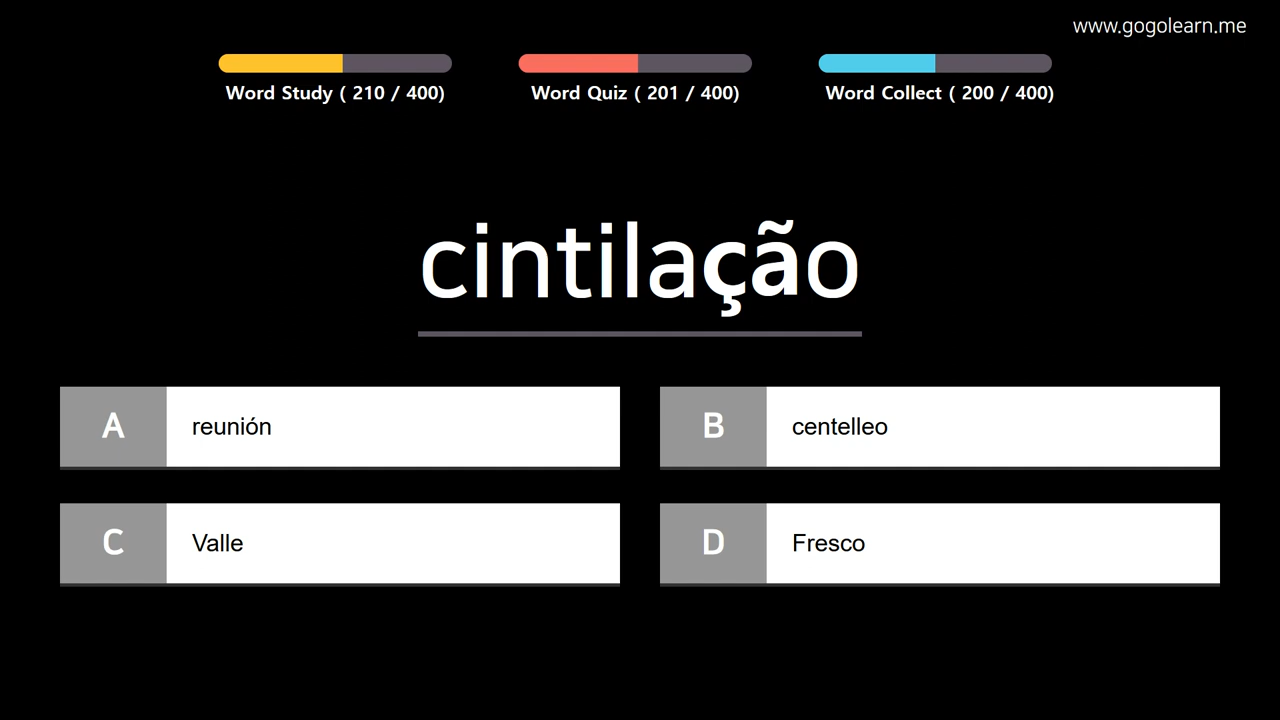 www.gogolearn.me
Word Study ( 210 / 400)
Word Quiz ( 201 / 400)
Word Collect ( 200 / 400)
cintilação
A reunión
B centelleo
C Valle
D Fresco